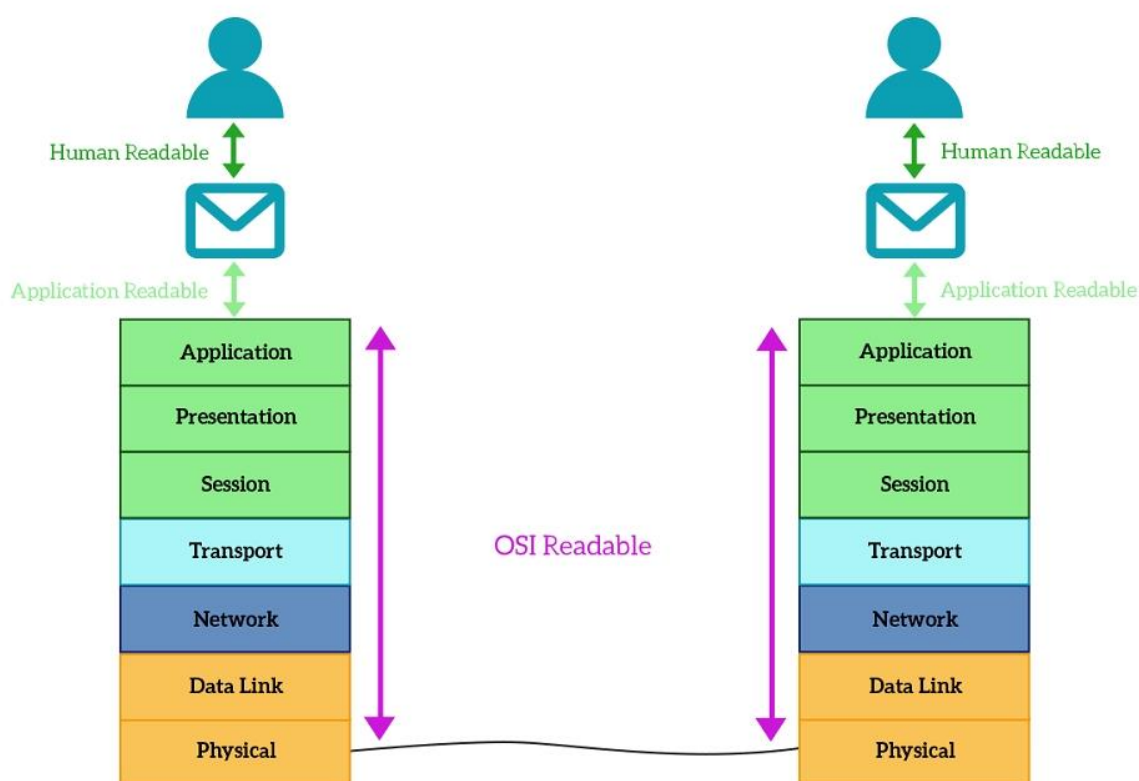 Human Readable
Human Readable
Application Readable
Application Readable
Application
Presentation
Session
Transport
Network
Data Link
Physical
OSI Readable
Application
Presentation
Session
Transport
Network
Data Link
Physical